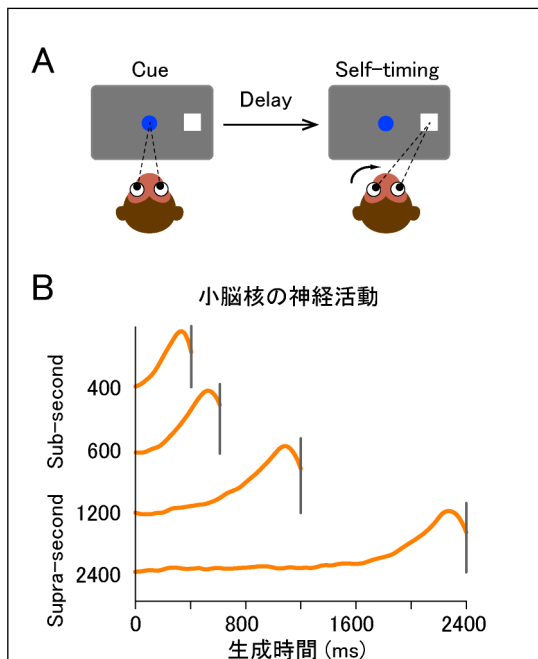 A
Cue
Self-timing
Delay
B
小脳核の神経活動
Sub-second
400
600
Supra-second
1200
2400
0
800
1600
2400
生成時間 (ms)